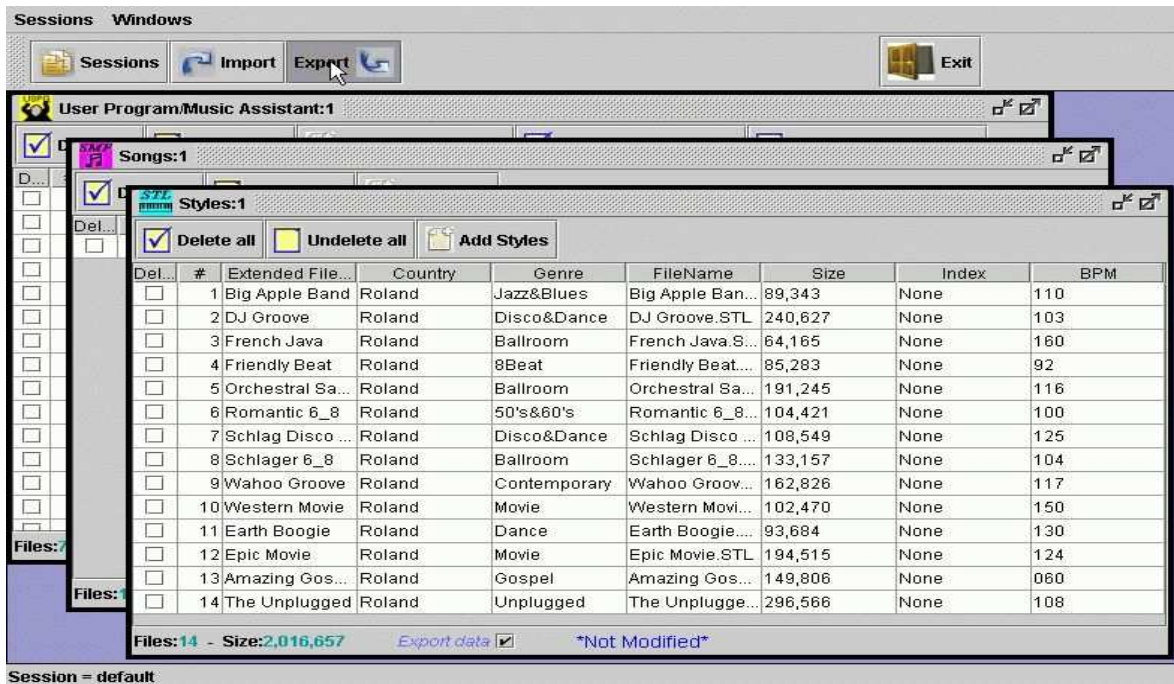 Sessions Windows
Sessions Import Export Exit
User Program/Music Assistant:1
SMF Songs:1
D...
STL Styles:1
Del...
Delete all Undelete all Add Styles
Del... # Extended File... Country Genre FileName Size Index BPM
1 Big Apple Band Roland Jazz&Blues Big Apple Ban... 89,343 None 110
2 DJ Groove Roland Disco&Dance DJ Groove.STL 240,627 None 103
3 French Java Roland Ballroom French Java.S... 64,165 None 160
4 Friendly Beat Roland 8Beat Friendly Beat.... 85,283 None 92
5 Orchestral Sa... Roland Ballroom Orchestral Sa... 191,245 None 116
6 Romantic 6_8 Roland 50's&60's Romantic 6_8... 104,421 None 100
7 Schlag Disco ... Roland Disco&Dance Schlag Disco ... 108,549 None 125
8 Schlager 6_8 Roland Ballroom Schlager 6_8.... 133,157 None 104
9 Wahoo Groove Roland Contemporary Wahoo Groov... 162,826 None 117
10 Western Movie Roland Movie Western Movi... 102,470 None 150
11 Earth Boogie Roland Dance Earth Boogie.... 93,684 None 130
12 Epic Movie Roland Movie Epic Movie.STL 194,515 None 124
13 Amazing Gos... Roland Gospel Amazing Gos... 149,806 None 060
14 The Unplugged Roland Unplugged The Unplugge... 296,566 None 108
Files:7
Files:1
Files:14 - Size:2,016,657 Export data *Not Modified*
Session = default